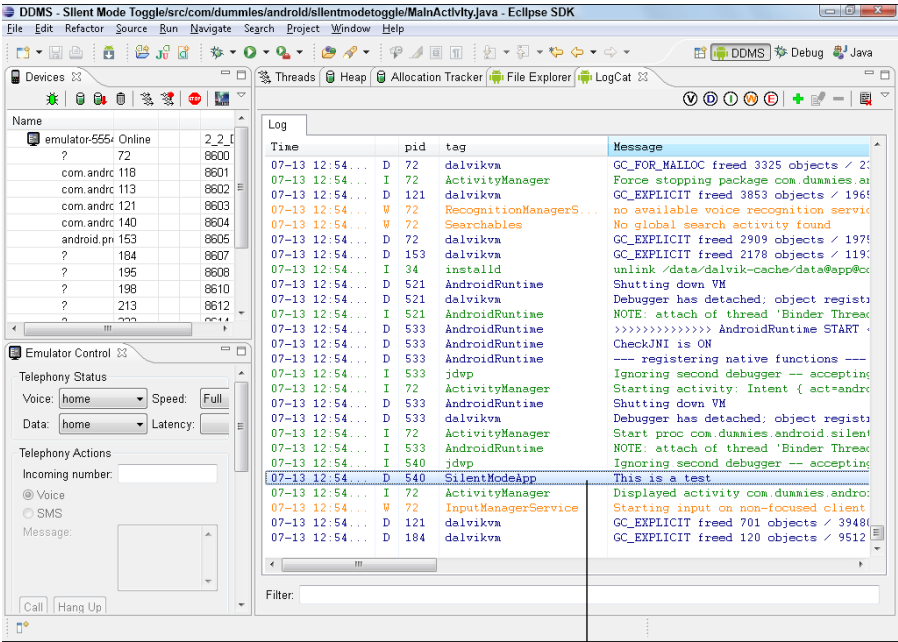 DDMS - Silent Mode Toggle/src/com/dummies/android/silentmodetoggle/MainActivity.java - Eclipse SDK
File Edit Refactor Source Run Navigate Search Project Window Help
DDMS Debug Java
Devices
Threads Heap Allocation Tracker File Explorer LogCat
Name
emulator-5554 Online 2_2_D
? 72 8600
com.andrc 118 8601
com.andrc 113 8602
com.andrc 121 8603
com.andrc 140 8604
android.pro 153 8605
? 184 8607
? 195 8608
? 198 8610
? 213 8612
Log
Time pid tag Message
07-13 12:54... D 72 dalvikvm GC_FOR_MALLOC freed 3325 objects / 23
07-13 12:54... I 72 ActivityManager Force stopping package com.dummies.an
07-13 12:54... D 121 dalvikvm GC_EXPLICIT freed 3853 objects / 1965
07-13 12:54... W 72 RecognitionManagerS... no available voice recognition servic
07-13 12:54... W 72 Searchables No global search activity found
07-13 12:54... D 72 dalvikvm GC_EXPLICIT freed 2909 objects / 1975
07-13 12:54... D 153 dalvikvm GC_EXPLICIT freed 2178 objects / 1193
07-13 12:54... I 34 installd unlink /data/dalvik-cache/data@app@co
07-13 12:54... D 521 AndroidRuntime Shutting down VM
07-13 12:54... D 521 dalvikvm Debugger has detached; object registr
07-13 12:54... I 521 AndroidRuntime NOTE: attach of thread 'Binder Thread
07-13 12:54... D 533 AndroidRuntime >>>>>>>>>>>>>> AndroidRuntime START <
07-13 12:54... D 533 AndroidRuntime CheckJNI is ON
07-13 12:54... D 533 AndroidRuntime --- registering native functions ---
07-13 12:54... I 533 jdwp Ignoring second debugger -- accepting
07-13 12:54... I 72 ActivityManager Starting activity: Intent { act=andro
07-13 12:54... D 533 AndroidRuntime Shutting down VM
07-13 12:54... D 533 dalvikvm Debugger has detached; object registr
07-13 12:54... I 72 ActivityManager Start proc com.dummies.android.silent
07-13 12:54... I 533 AndroidRuntime NOTE: attach of thread 'Binder Thread
07-13 12:54... I 540 jdwp Ignoring second debugger -- accepting
07-13 12:54... D 540 SilentModeApp This is a test
07-13 12:54... I 72 ActivityManager Displayed activity com.dummies.androi
07-13 12:54... W 72 InputManagerService Starting input on non-focused client
07-13 12:54... D 121 dalvikvm GC_EXPLICIT freed 701 objects / 39480
07-13 12:54... D 184 dalvikvm GC_EXPLICIT freed 120 objects / 9512
Filter:
Emulator Control
Telephony Status
Voice: home Speed: Full
Data: home Latency:
Telephony Actions
Incoming number:
Voice
SMS
Message:
Call Hang Up